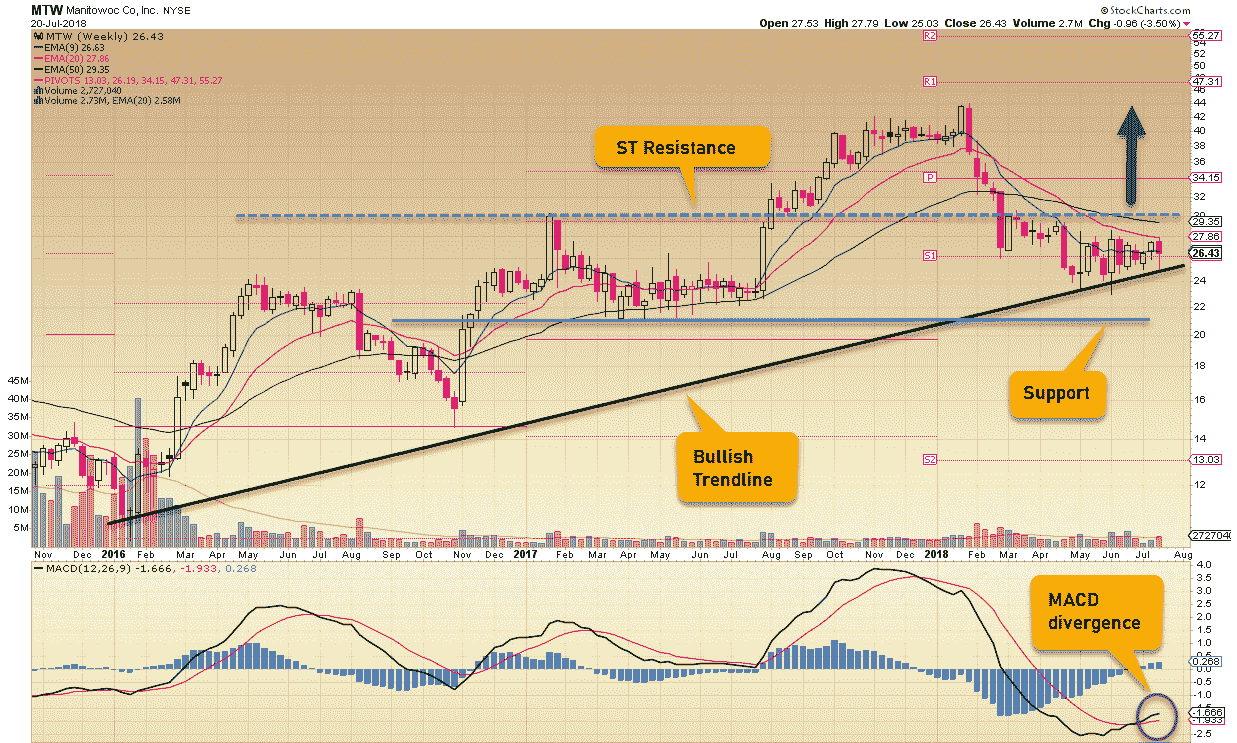 MTW Manitowoc Co, Inc. NYSE
© StockCharts.com
20-Jul-2018
Open 27.53 High 27.79 Low 25.03 Close 26.43 Volume 2.7M Chg -0.96 (-3.50%)
MTW (Weekly) 26.43
EMA(9) 26.63
EMA(20) 27.86
EMA(50) 29.35
PIVOTS 13.03, 26.19, 34.15, 47.31, 55.27
Volume 2,727,040
Volume 2.73M, EMA(20) 2.58M
R2
R1
P
S1
S2
55.27
54
52
50
47.31
46
44
42
40
38
36
34.15
32
29.35
27.86
26.43
24
22
20
18
16
14
13.03
12
2727040
ST Resistance
Support
Bullish
Trendline
45M
40M
35M
30M
25M
20M
15M
10M
5M
Nov Dec 2016 Feb Mar Apr May Jun Jul Aug Sep Oct Nov Dec 2017 Feb Mar Apr May Jun Jul Aug Sep Oct Nov Dec 2018 Feb Mar Apr May Jun Jul Aug
MACD(12,26,9) -1.666, -1.933, 0.268
MACD
divergence
4.0
3.5
3.0
2.5
2.0
1.5
1.0
0.268
0.0
-0.5
-1.0
-1.666
-1.933
-2.5